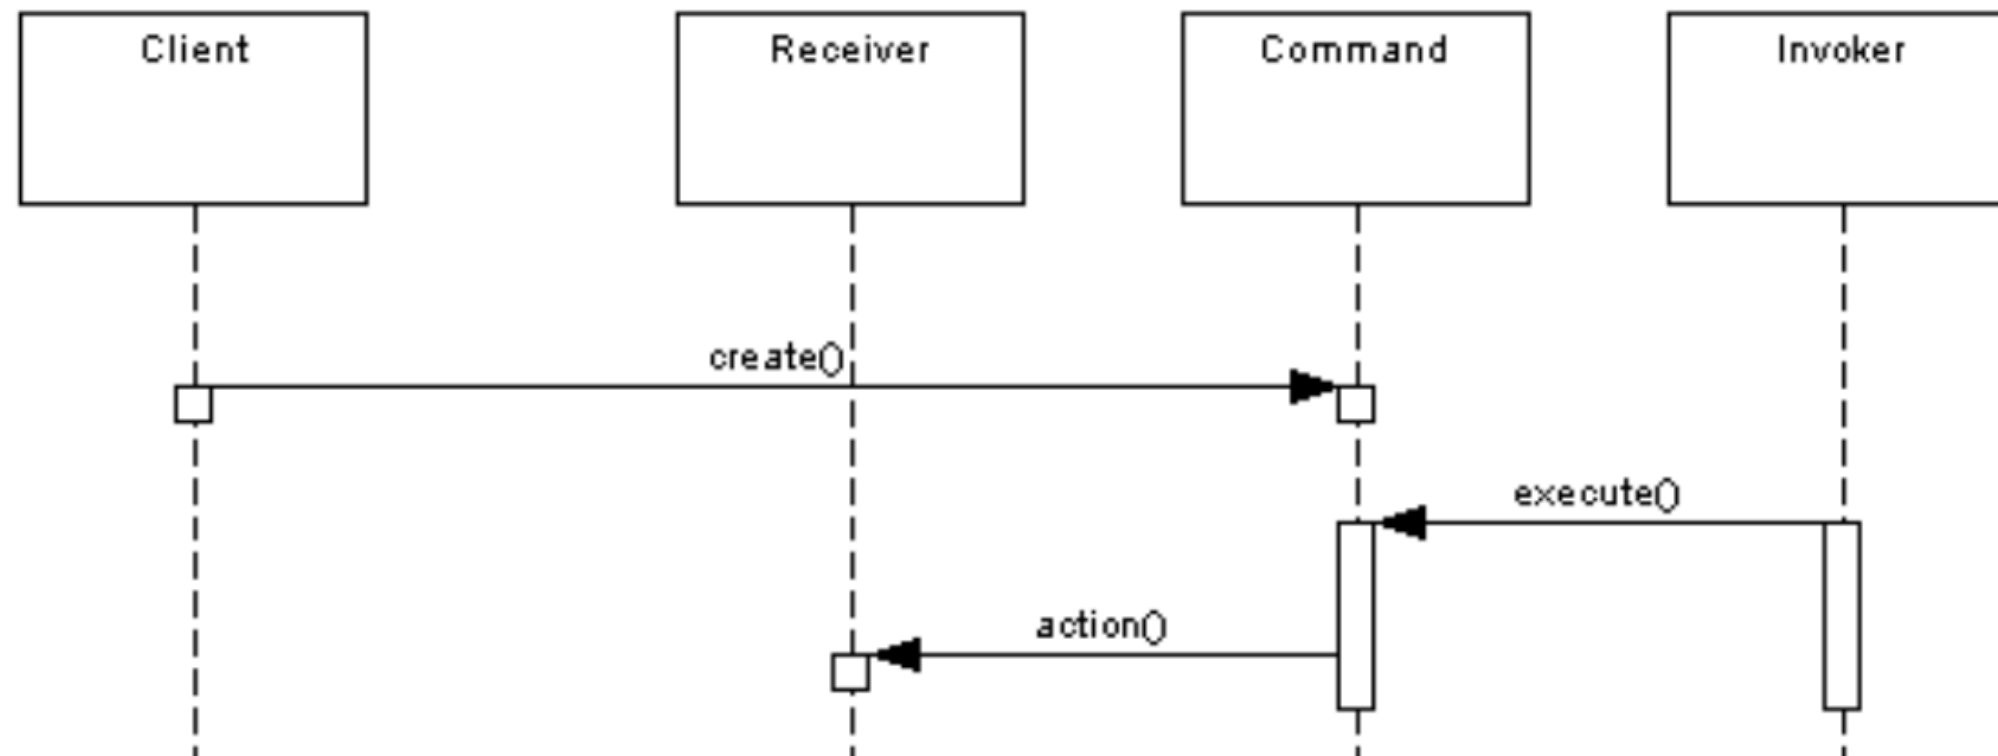 Client
Receiver
Command
Invoker
create()
execute()
action()